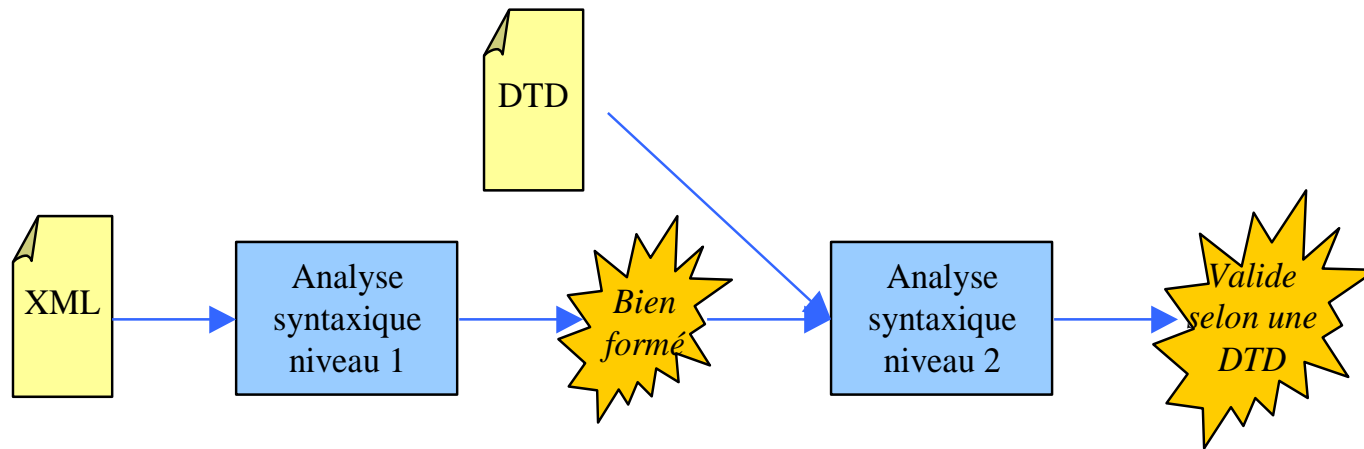 DTD
XML
Analyse
syntaxique
niveau 1
Bien
formé
Analyse
syntaxique
niveau 2
Valide
selon une
DTD